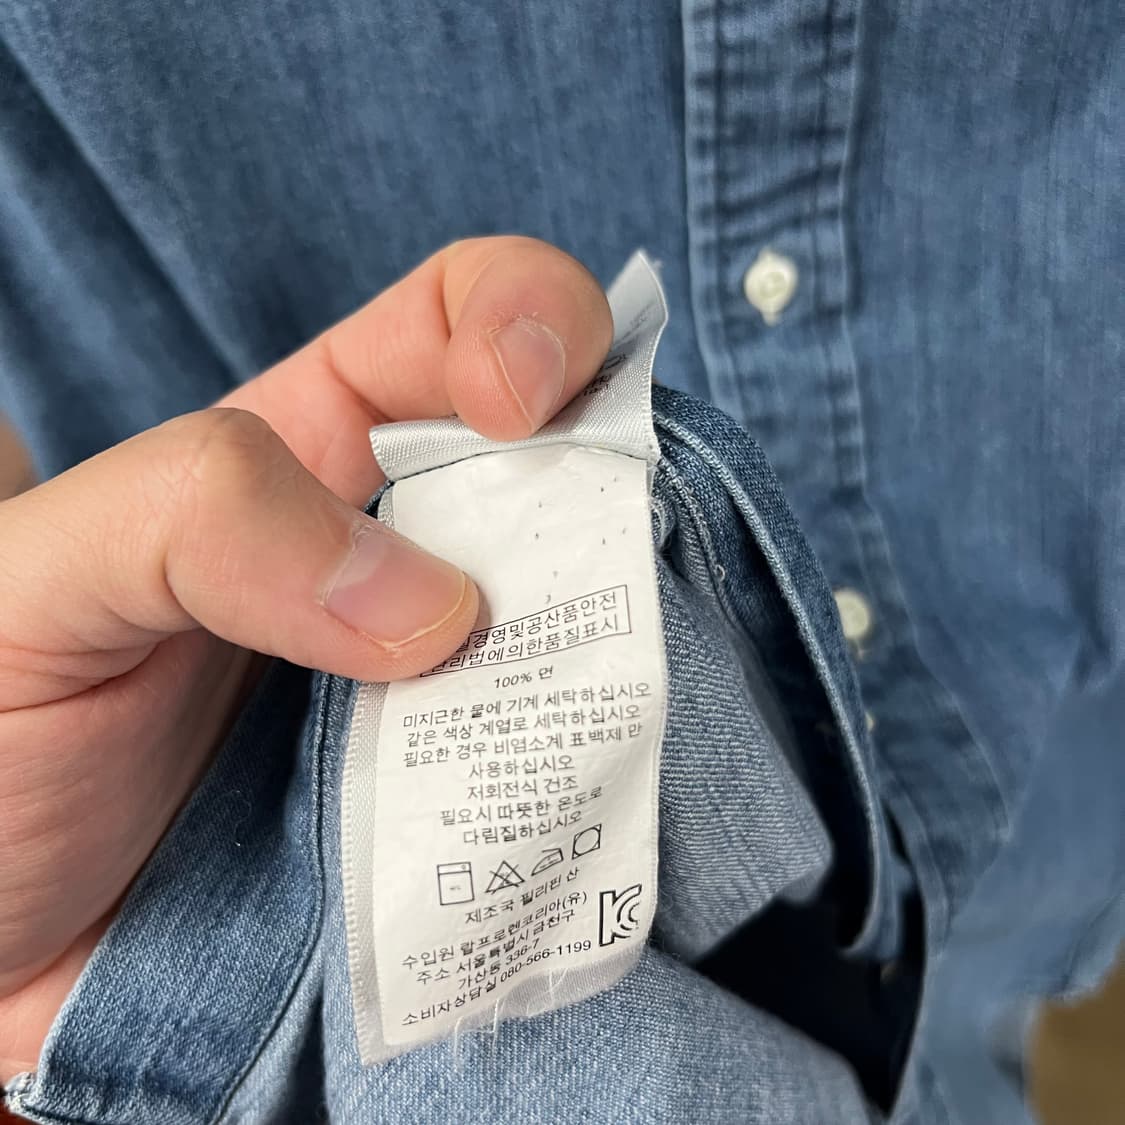 경영및공산품안전
리법에의한품질표시
100% 면
미지근한 물에 기계 세탁하십시오
같은 색상 계열로 세탁하십시오
필요한 경우 비염소계 표백제 만
사용하십시오
저회전식 건조
필요시 따뜻한 온도로
다림질하십시오
제조국 필리핀 산
수입원 랄프로렌코리아(유)
주소 서울특별시 금천구
가산동 336-7
소비자상담실 080-566-1199